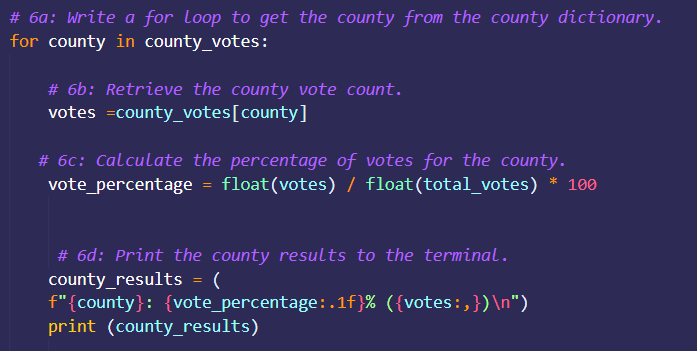 # 6a: Write a for loop to get the county from the county dictionary.
for county in county_votes:
# 6b: Retrieve the county vote count.
votes =county_votes[county]
# 6c: Calculate the percentage of votes for the county.
vote_percentage = float(votes) / float(total_votes) * 100
# 6d: Print the county results to the terminal.
county_results = (
f"{county}: {vote_percentage:.1f}% ({votes:,})\n")
print (county_results)